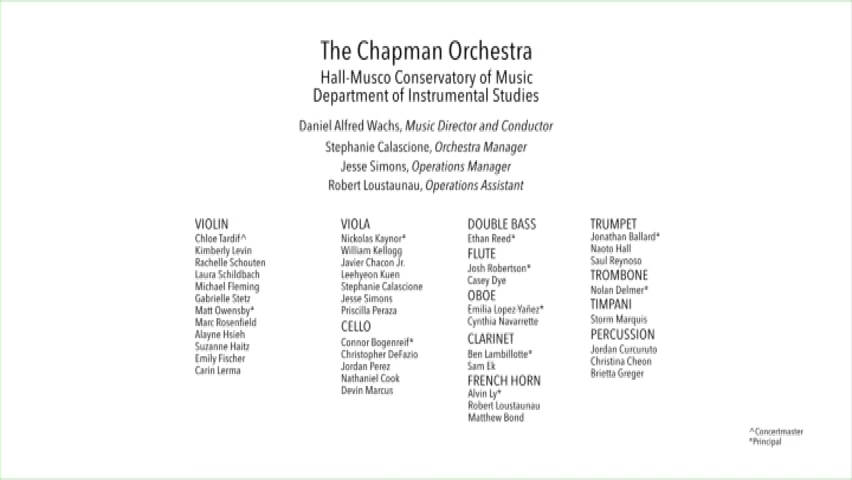 The Chapman Orchestra
Hall-Musco Conservatory of Music
Department of Instrumental Studies
Daniel Alfred Wachs, Music Director and Conductor
Stephanie Calascione, Orchestra Manager
Jesse Simons, Operations Manager
Robert Loustaunau, Operations Assistant
VIOLIN
Chloe Tardif^
Kimberly Levin
Rachelle Schouten
Laura Schildbach
Michael Fleming
Gabrielle Stetz
Matt Owensby*
Marc Rosenfield
Alayne Hsieh
Suzanne Haitz
Emily Fischer
Carin Lerma
VIOLA
Nickolas Kaynor*
William Kellogg
Javier Chacon Jr.
Leehyeon Kuen
Stephanie Calascione
Jesse Simons
Priscilla Peraza
CELLO
Connor Bogenreif*
Christopher DeFazio
Jordan Perez
Nathaniel Cook
Devin Marcus
DOUBLE BASS
Ethan Reed*
FLUTE
Josh Robertson*
Casey Dye
OBOE
Emilia Lopez-Yañez*
Cynthia Navarrette
CLARINET
Ben Lambillotte*
Sam Ek
FRENCH HORN
Alvin Ly*
Robert Loustaunau
Matthew Bond
TRUMPET
Jonathan Ballard*
Naoto Hall
Saul Reynoso
TROMBONE
Nolan Delmer*
TIMPANI
Storm Marquis
PERCUSSION
Jordan Curcuruto
Christina Cheon
Brietta Greger
^Concertmaster
*Principal